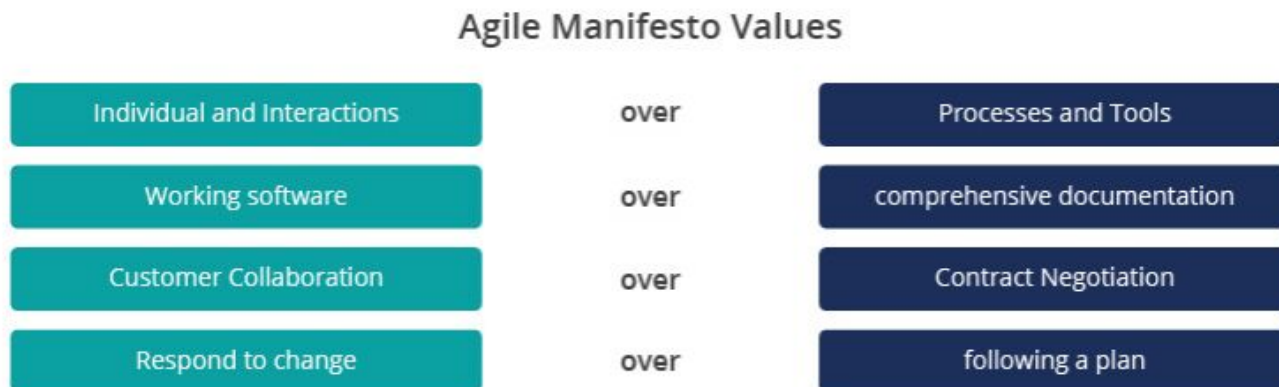 Agile Manifesto Values
Individual and Interactions over Processes and Tools
Working software over comprehensive documentation
Customer Collaboration over Contract Negotiation
Respond to change over following a plan